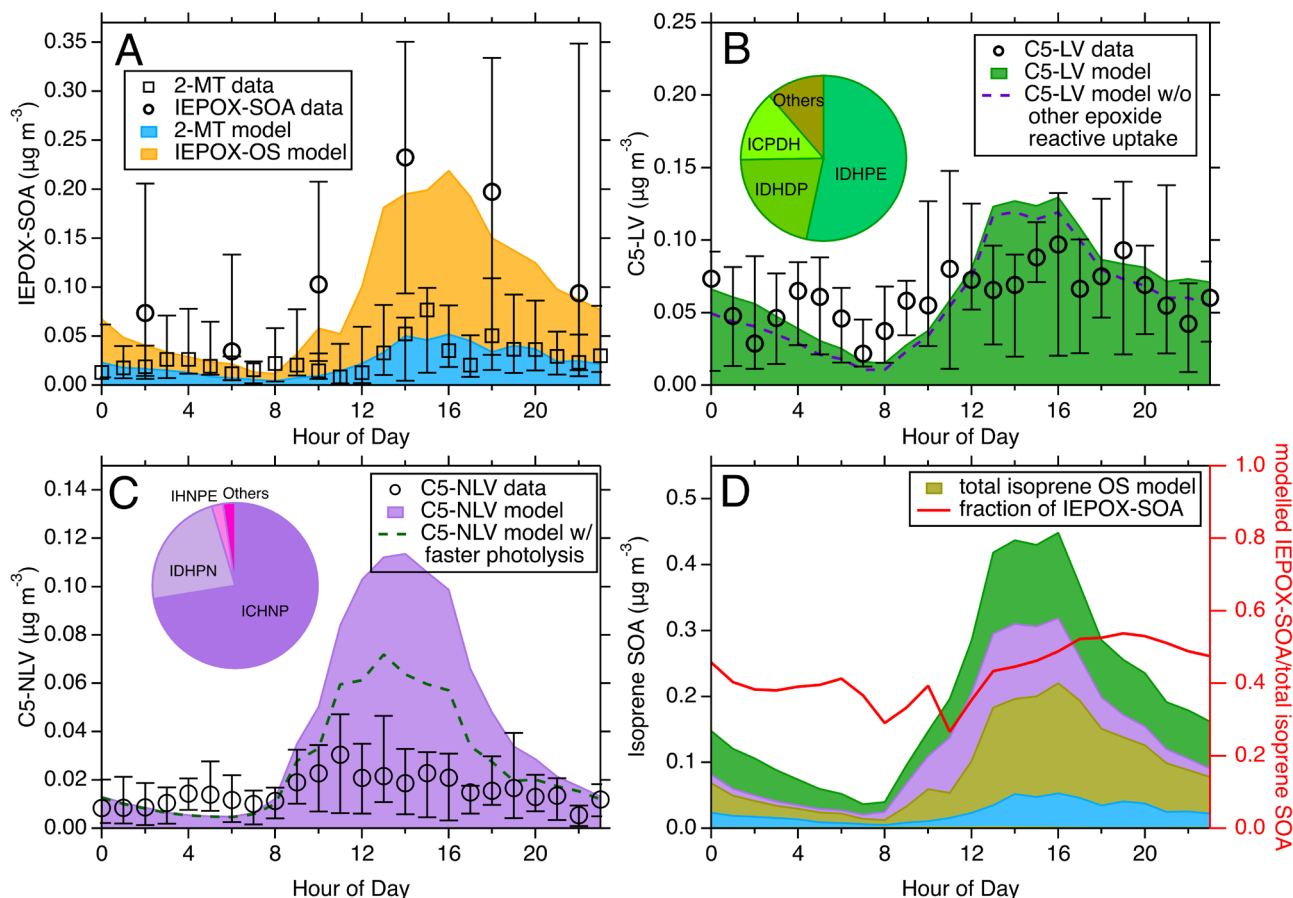 A
0.35
0.30
0.25
0.20
0.15
0.10
0.05
0.00
IEPOX-SOA (µg m⁻³)
2-MT data
IEPOX-SOA data
2-MT model
IEPOX-OS model
0 4 8 12 16 20
Hour of Day
B
0.25
0.20
0.15
0.10
0.05
0.00
C5-LV (µg m⁻³)
Others
ICPDH
IDHDP
IDHPE
C5-LV data
C5-LV model
C5-LV model w/o
other epoxide
reactive uptake
0 4 8 12 16 20
Hour of Day
C
0.14
0.12
0.10
0.08
0.06
0.04
0.02
0.00
C5-NLV (µg m⁻³)
IHNPE Others
IDHPN
ICHNP
C5-NLV data
C5-NLV model
C5-NLV model w/
faster photolysis
0 4 8 12 16 20
Hour of Day
D
0.5
0.4
0.3
0.2
0.1
0.0
Isoprene SOA (µg m⁻³)
total isoprene OS model
fraction of IEPOX-SOA
1.0
0.8
0.6
0.4
0.2
0.0
modelled IEPOX-SOA/total isoprene SOA
0 4 8 12 16 20
Hour of Day